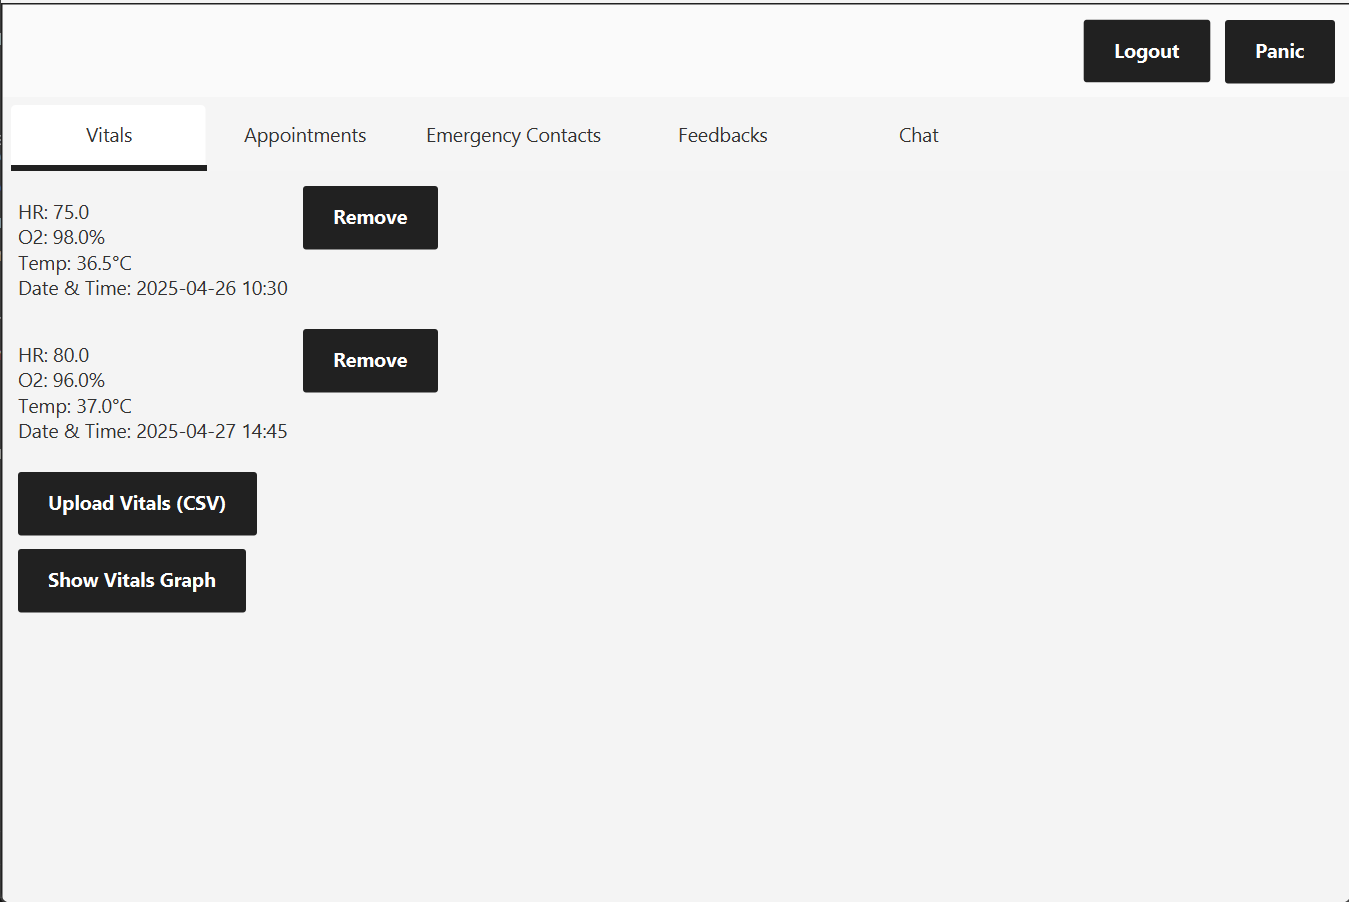 Logout Panic
Vitals Appointments Emergency Contacts Feedbacks Chat
HR: 75.0
O2: 98.0%
Temp: 36.5°C
Date & Time: 2025-04-26 10:30
Remove
HR: 80.0
O2: 96.0%
Temp: 37.0°C
Date & Time: 2025-04-27 14:45
Remove
Upload Vitals (CSV)
Show Vitals Graph